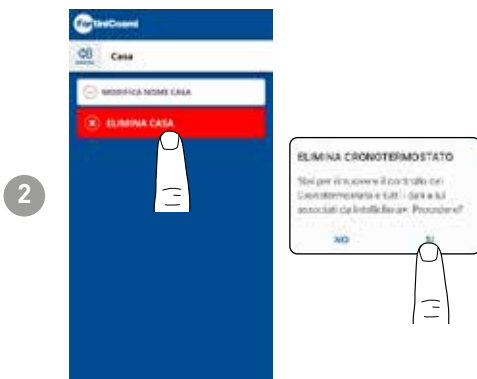 FantiniCosmi
Casa
MODIFICA NOME CASA
ELIMINA CASA
2
ELIMINA CRONOTERMOSTATO
Stai per rimuovere il controllo del
Cronotermostato e tutti i dati a lui
associati da Intelliclima+. Procedere?
NO
SI